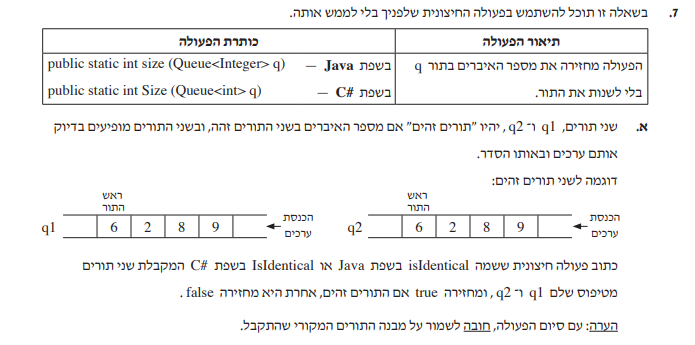 7. בשאלה זו תוכל להשתמש בפעולה החיצונית שלפניך בלי לממש אותה.
תיאור הפעולה כותרת הפעולה
הפעולה מחזירה את מספר האיברים בתור q בשפת Java – public static int size (Queue<Integer> q)
בלי לשנות את התור. בשפת C# – public static int Size (Queue<int> q)
א. שני תורים, q1 ו־ q2, יהיו "תורים זהים" אם מספר האיברים בשני התורים זהה, ובשני התורים מופיעים בדיוק
אותם ערכים ובאותו הסדר.
דוגמה לשני תורים זהים:
ראש התור
q1 6 2 8 9 הכנסת ערכים
ראש התור
q2 6 2 8 9 הכנסת ערכים
כתוב פעולה חיצונית ששמה isIdentical בשפת Java או IsIdentical בשפת C# המקבלת שני תורים
מטיפוס שלם q1 ו־ q2, ומחזירה true אם התורים זהים, אחרת היא מחזירה false.
הערה: עם סיום הפעולה, חובה לשמור על מבנה התורים המקורי שהתקבל.